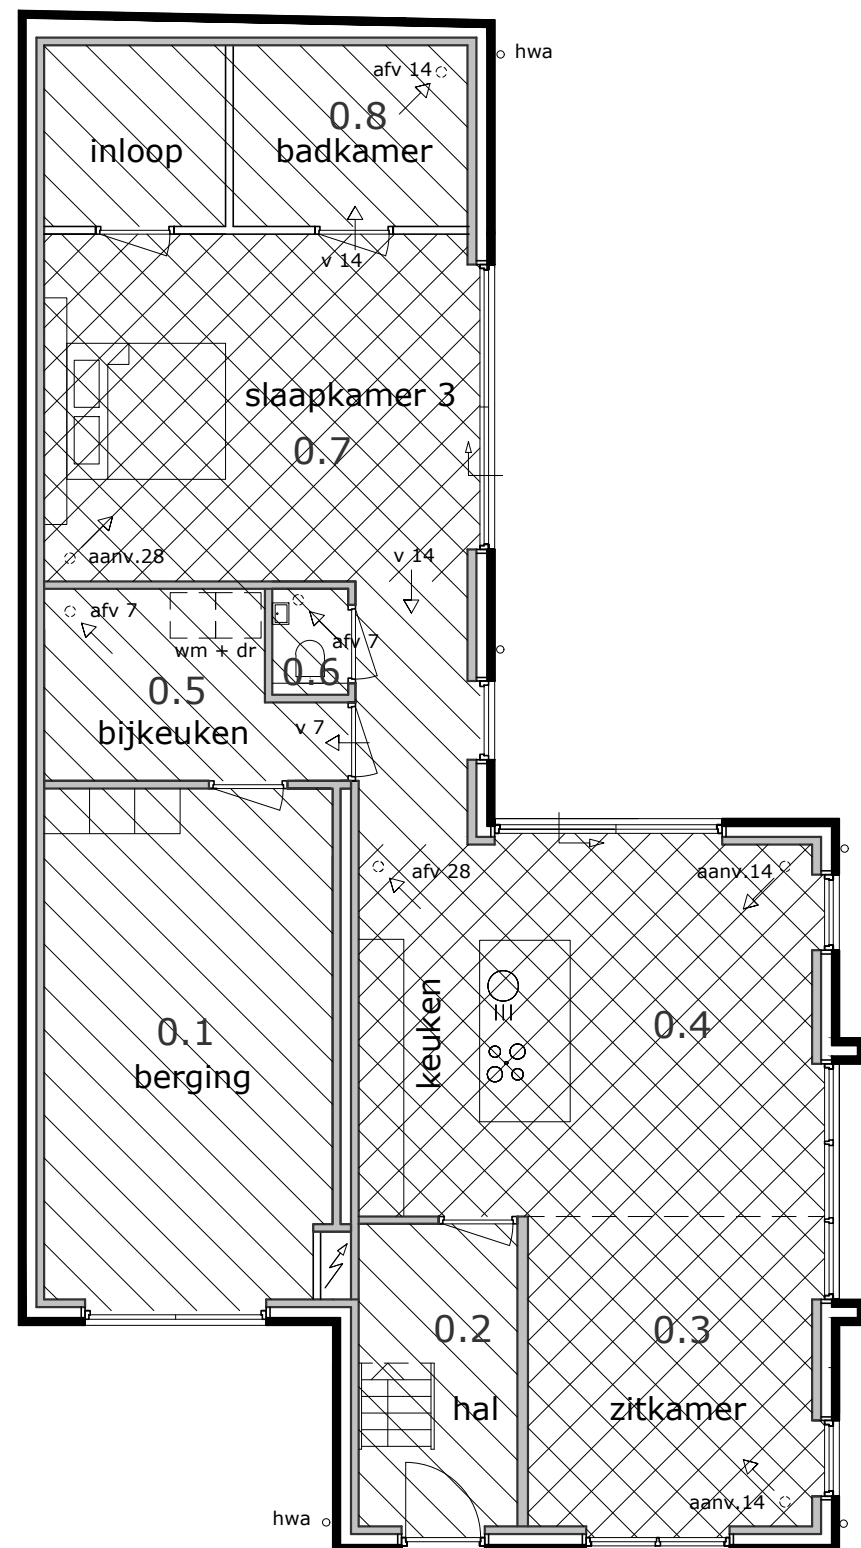 hwa
afv 14
0.8
inloop
badkamer
v 14
slaapkamer 3
0.7
aanv.28
v 14
afv 7
afv 7
wm + dr
0.6
0.5
bijkeuken
v 7
afv 28
aanv.14
keuken
0.4
0.1
berging
0.2
0.3
hal
zitkamer
aanv.14
hwa